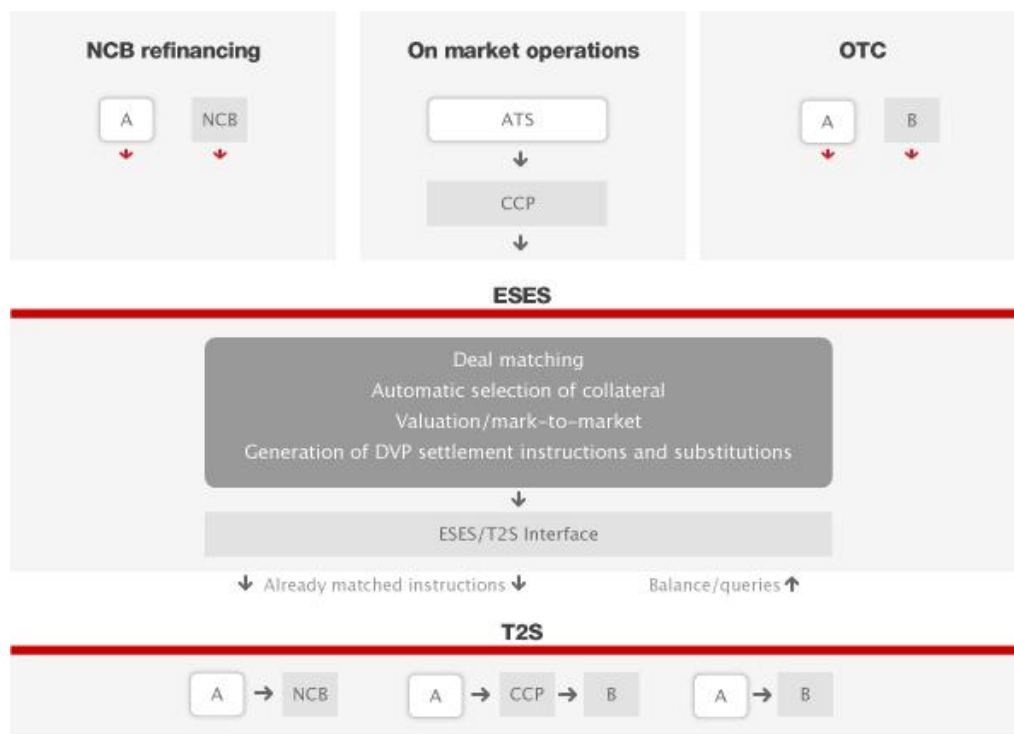 NCB refinancing
On market operations
OTC
A
NCB
ATS
A
B
CCP
ESES
Deal matching
Automatic selection of collateral
Valuation/mark-to-market
Generation of DVP settlement instructions and substitutions
ESES/T2S Interface
Already matched instructions
Balance/queries
T2S
A
NCB
A
CCP
B
A
B